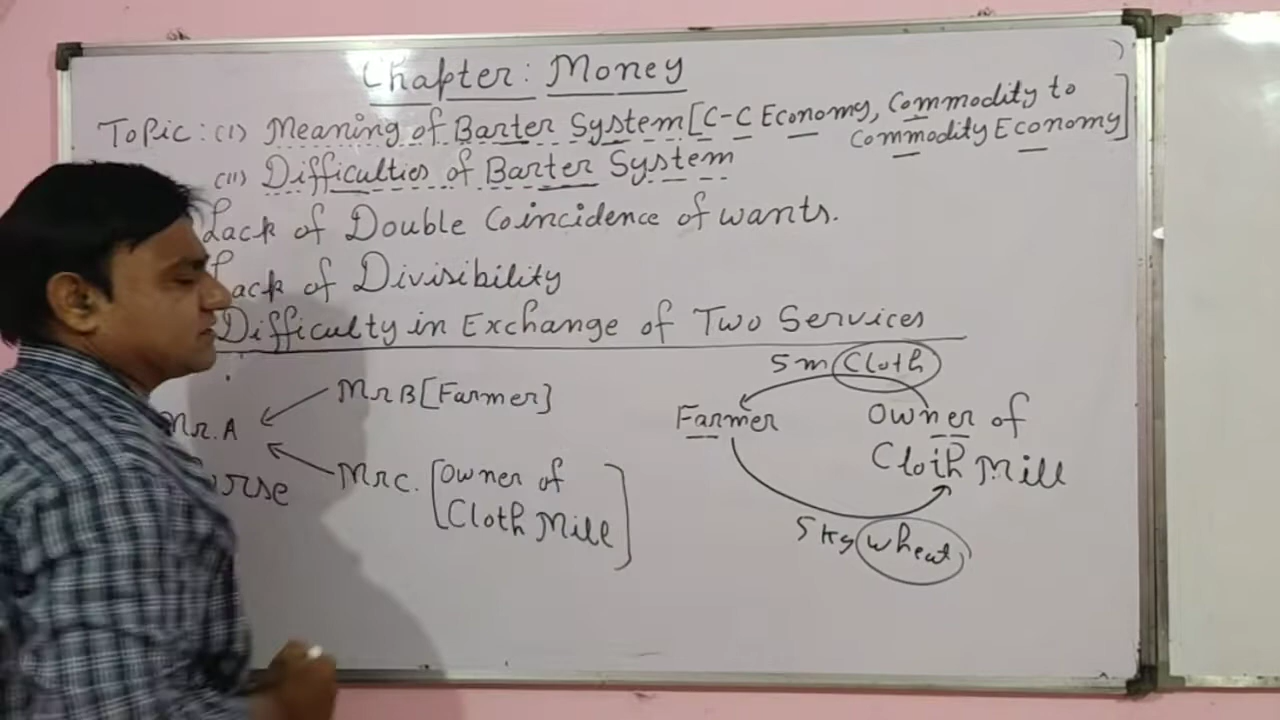 Chapter: Money
Topic: (I) Meaning of Barter System [C-C Economy, Commodity to
Commodity Economy]
(II) Difficulties of Barter System
Lack of Double Coincidence of wants.
Lack of Divisibility
Difficulty in Exchange of Two Services
5m Cloth
Mr B [Farmer]
Mr. A
Farmer
Owner of
Cloth Mill
Mr C. [Owner of
Cloth Mill]
5 Kg wheat